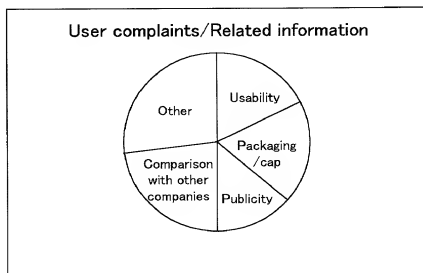 User complaints/Related information
Usability
Other
Packaging
/cap
Comparison
with other
companies
Publicity